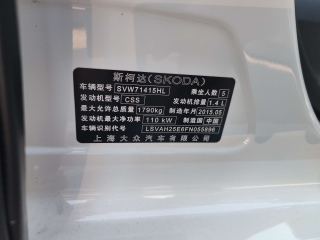 斯柯达(SKODA)
车辆型号 SVW71415HL 乘坐人数 5
发动机型号 CSS 发动机排量 1.4 L
最大允许总质量 1790kg 制造年月 2015.05
发动机最大净功率 110 kW 制造国 中国
车辆识别代号 LSVAH25E6FN055896
上海大众汽车有限公司